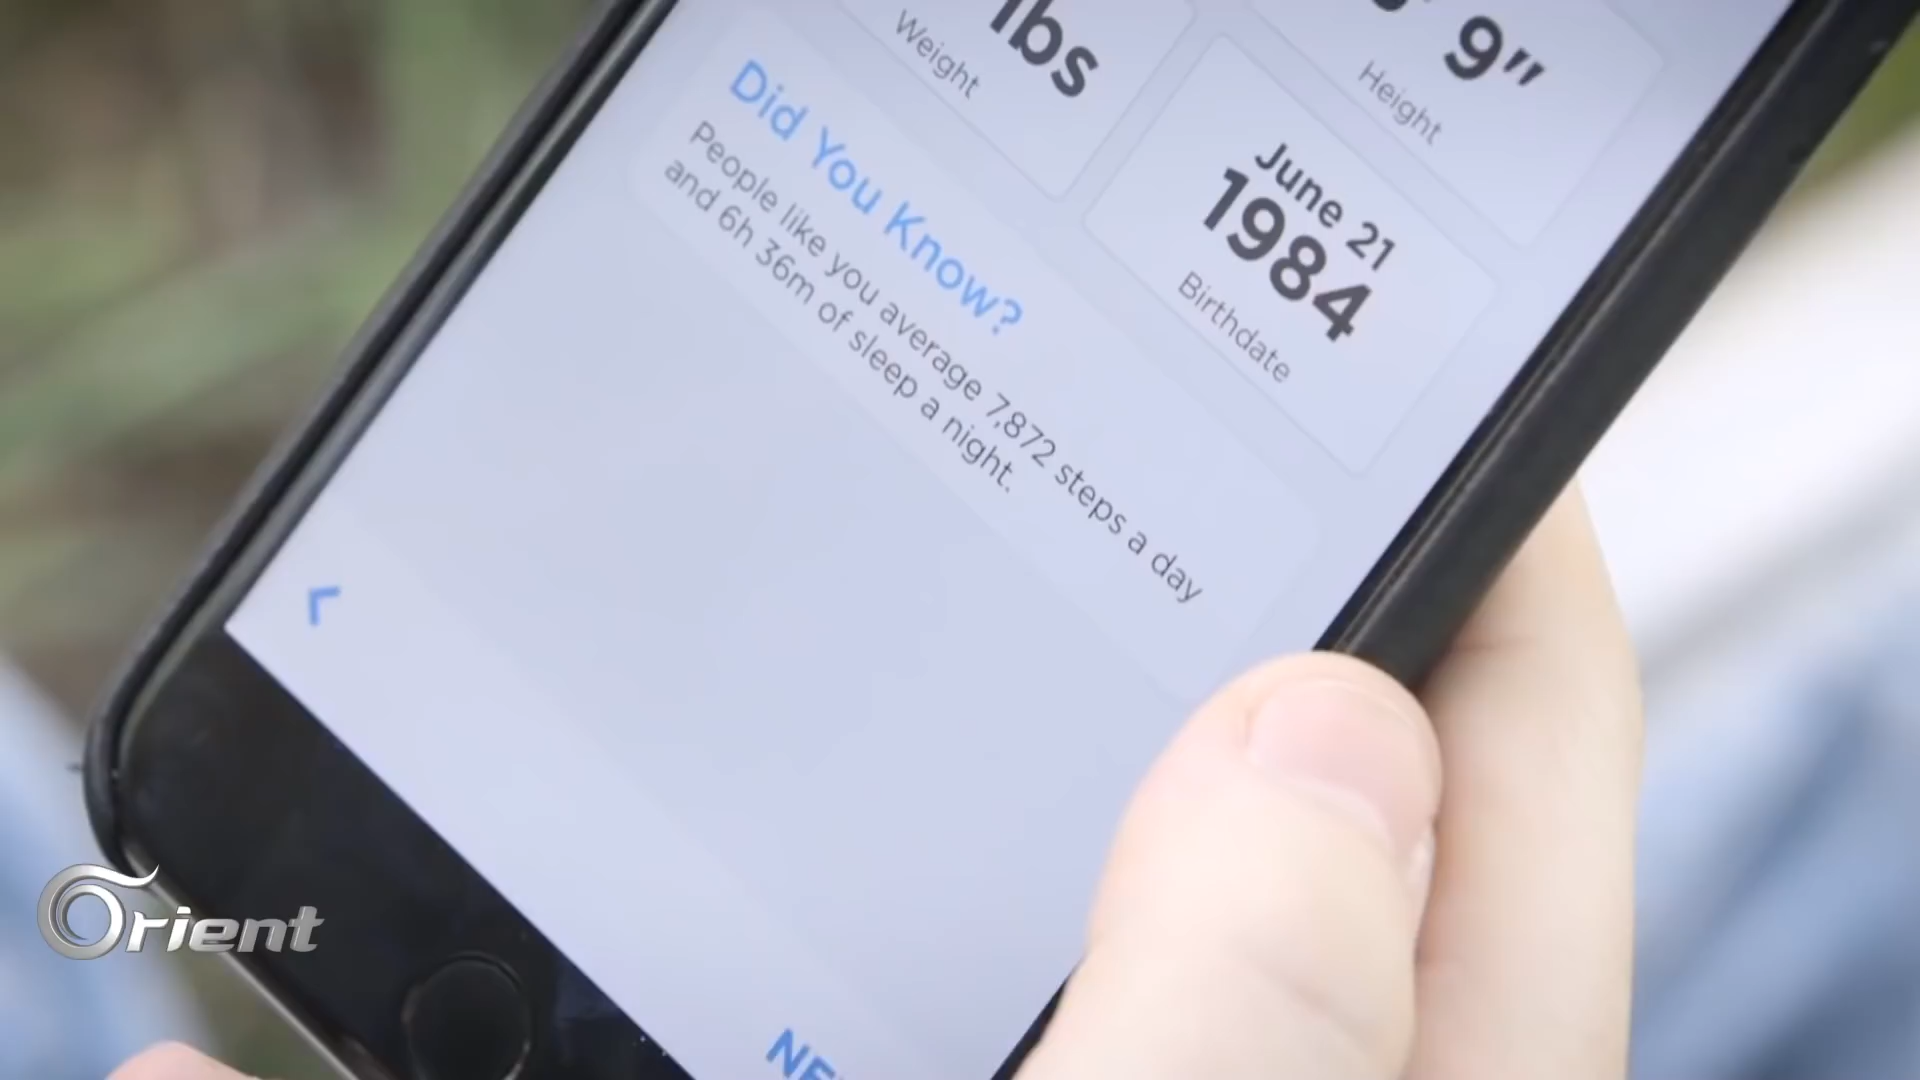 lbs
Weight
9"
Height
June 21
1984
Birthdate
Did You Know?
People like you average 7,872 steps a day
and 6h 36m of sleep a night.
Orient